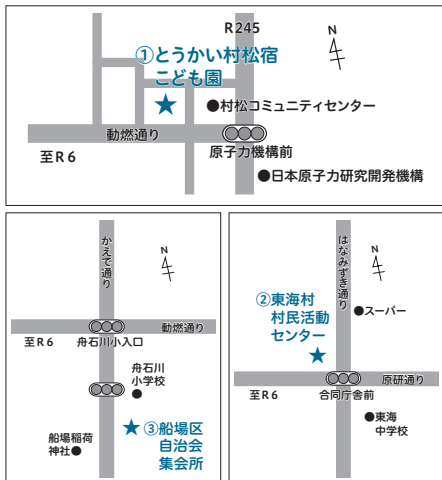 R245
N
①とうかい村松宿
こども園
●村松コミュニティセンター
動燃通り
原子力機構前
至R6
●日本原子力研究開発機構
かえで通り
N
動燃通り
至R6
舟石川小入口
舟石川
小学校
●
★③船場区
自治会
集会所
船場稲荷
神社●
はなみずき通り
N
②東海村
村民活動
センター
●スーパー
原研通り
至R6
合同庁舎前
●東海
中学校